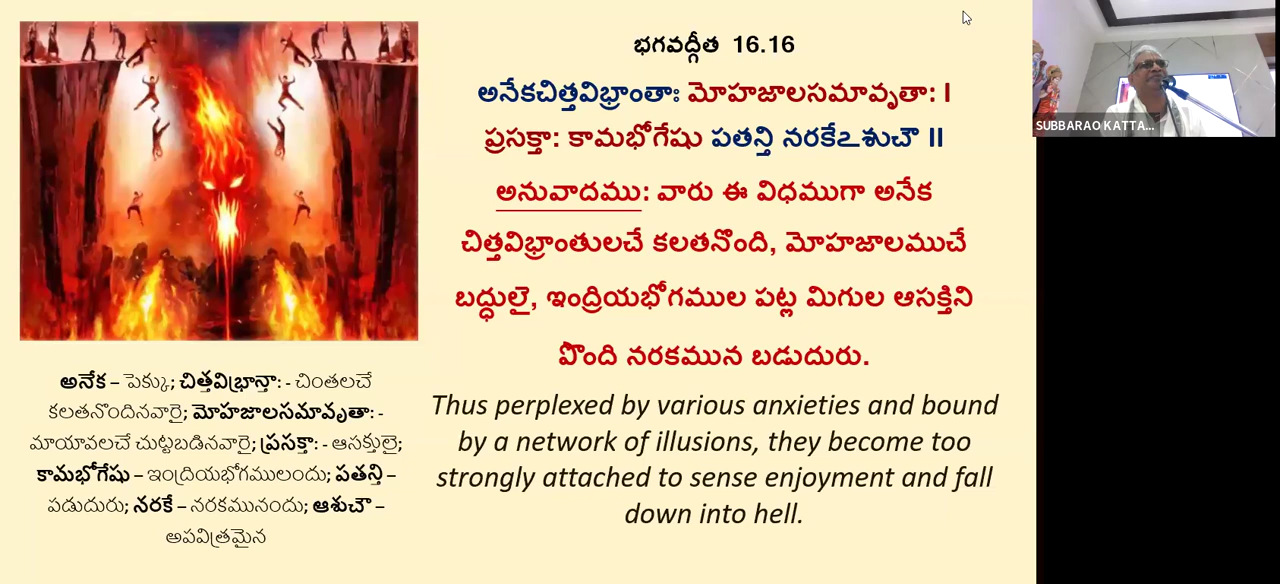 భగవద్గీత 16.16
అనేకచిత్తవిభ్రాంతాః మోహజాలసమావృతా: ।
ప్రసక్తా: కామభోగేషు పతన్తి నరకేఽశుచౌ ॥
అనువాదము: వారు ఈ విధముగా అనేక
చిత్తవిభ్రాంతులచే కలతనొంది, మోహజాలముచే
బద్ధులై, ఇంద్రియభోగముల పట్ల మిగుల ఆసక్తిని
పొంది నరకమున బడుదురు.
Thus perplexed by various anxieties and bound
by a network of illusions, they become too
strongly attached to sense enjoyment and fall
down into hell.
అనేక – పెక్కు; చిత్తవిభ్రాన్తా: - చింతలచే
కలతనొందినవారై; మోహజాలసమావృతా: -
మాయావలచే చుట్టబడినవారై; ప్రసక్తా: - ఆసక్తులై;
కామభోగేషు – ఇంద్రియభోగములందు; పతన్తి –
పడుదురు; నరకే – నరకమునందు; ఆశుచౌ –
అపవిత్రమైన
SUBBARAO KATTA...